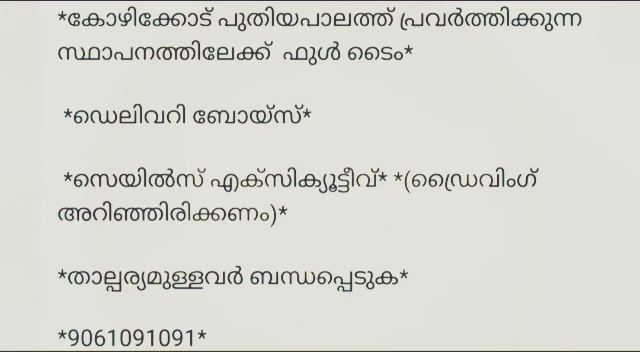 *കോഴിക്കോട് പുതിയപാലത്ത് പ്രവർത്തിക്കുന്ന
സ്ഥാപനത്തിലേക്ക് ഫുൾ ടൈം*
*ഡെലിവറി ബോയ്സ്*
*സെയിൽസ് എക്സിക്യൂട്ടീവ്* *(ഡ്രൈവിംഗ്
അറിഞ്ഞിരിക്കണം)*
*താല്പര്യമുള്ളവർ ബന്ധപ്പെടുക*
*9061091091*